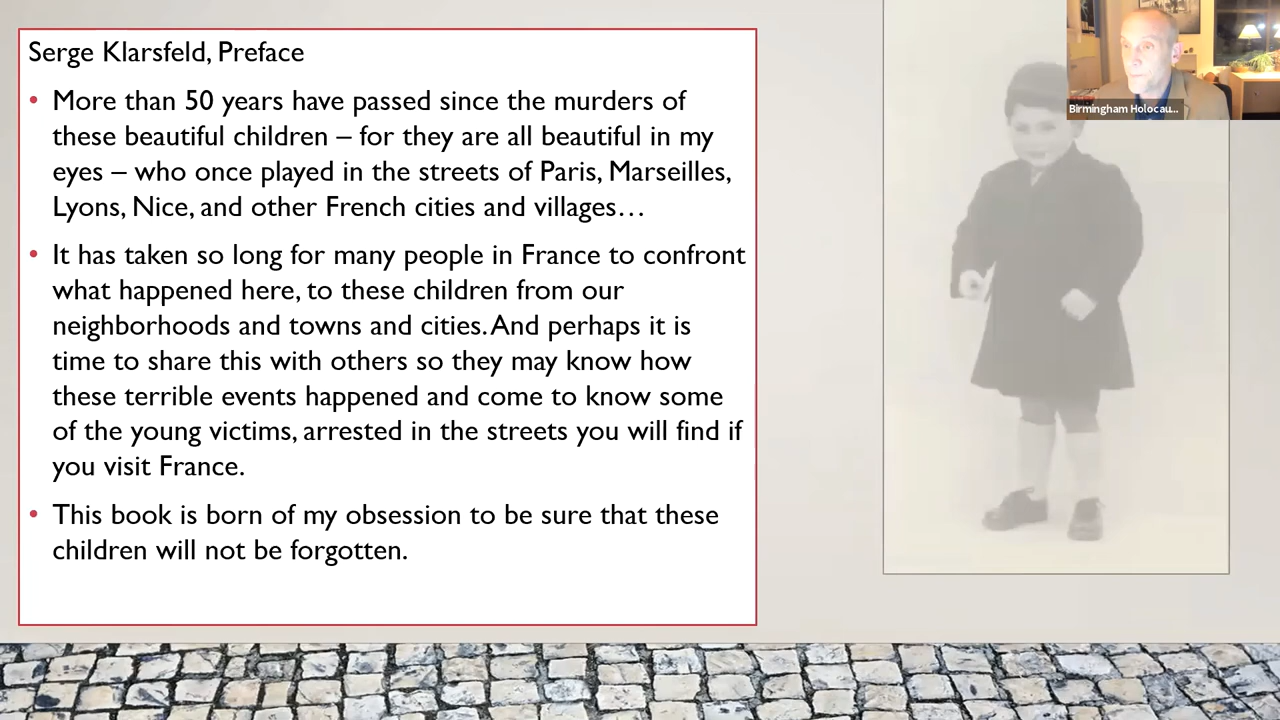 Serge Klarsfeld, Preface
• More than 50 years have passed since the murders of
these beautiful children – for they are all beautiful in my
eyes – who once played in the streets of Paris, Marseilles,
Lyons, Nice, and other French cities and villages…
• It has taken so long for many people in France to confront
what happened here, to these children from our
neighborhoods and towns and cities. And perhaps it is
time to share this with others so they may know how
these terrible events happened and come to know some
of the young victims, arrested in the streets you will find if
you visit France.
• This book is born of my obsession to be sure that these
children will not be forgotten.
Birmingham Holocau...